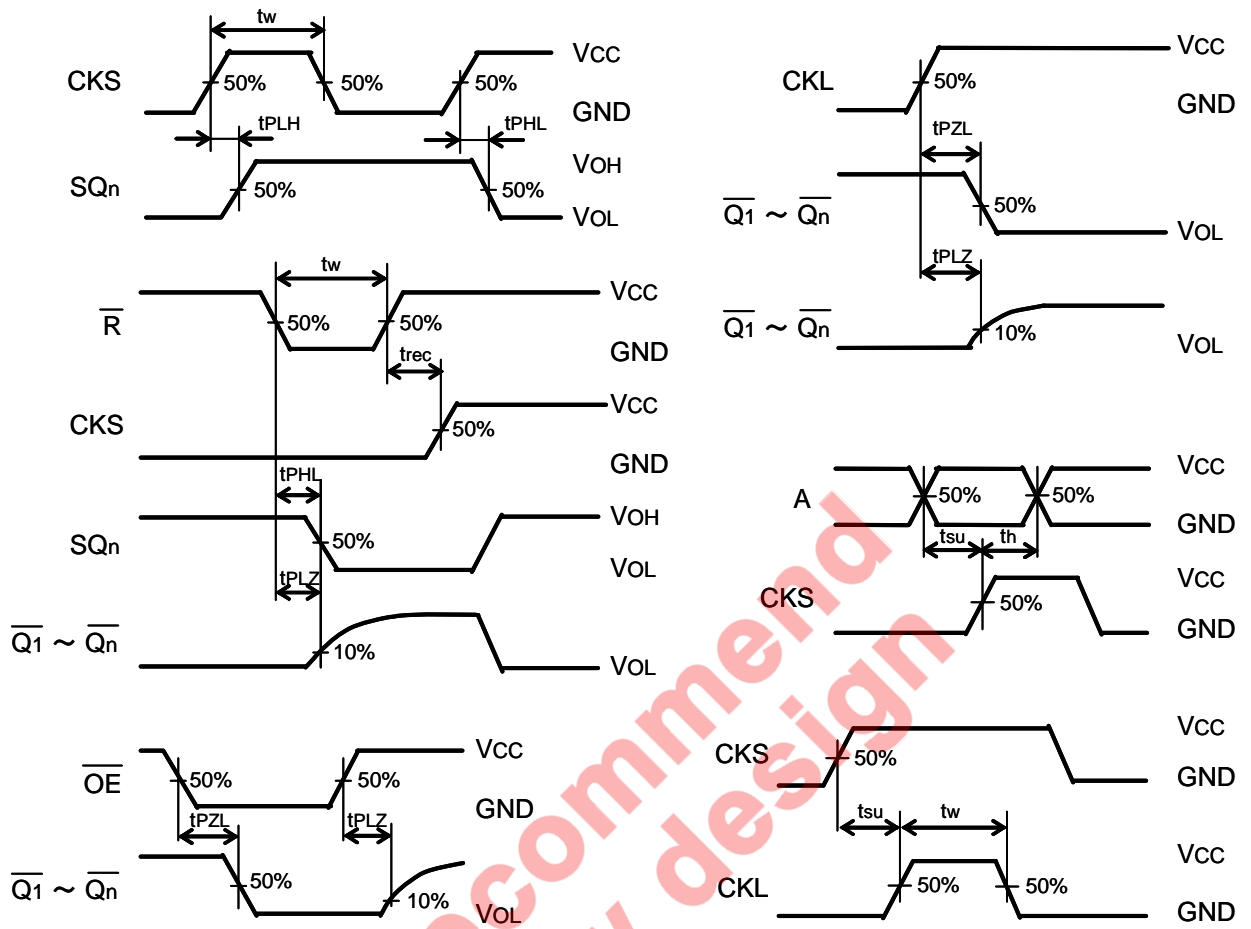 tw
CKS
50%
50%
50%
VCC
GND
tPLH
tPHL
SQn
50%
50%
VOH
VOL
tw
R
50%
50%
VCC
GND
trec
CKS
50%
VCC
GND
tPHL
SQn
50%
VOH
VOL
tPLZ
Q1 ~ Qn
10%
VOL
OE
50%
50%
VCC
GND
tPZL
tPLZ
Q1 ~ Qn
50%
10%
VOL
CKL
50%
VCC
GND
tPZL
Q1 ~ Qn
50%
VOL
tPLZ
Q1 ~ Qn
10%
VOL
A
50%
50%
VCC
GND
tsu
th
CKS
50%
VCC
GND
CKS
50%
VCC
GND
tsu
tw
CKL
50%
50%
VCC
GND
commend
design